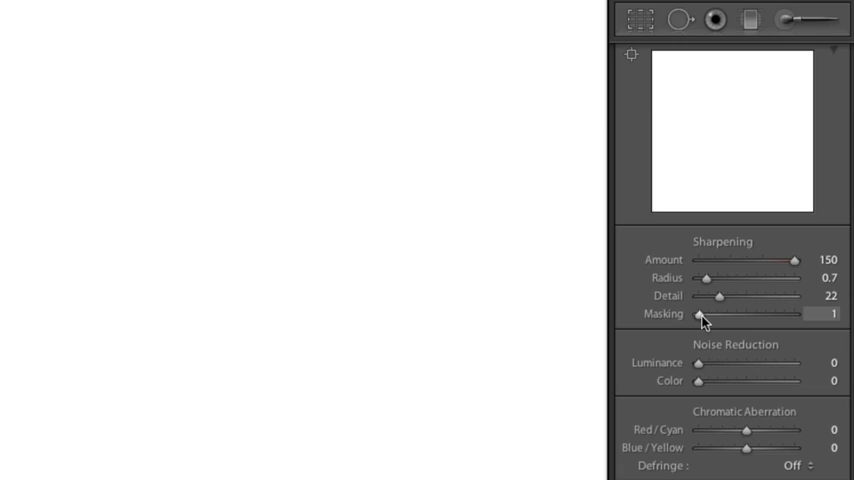 Sharpening
Amount 150
Radius 0.7
Detail 22
Masking 1
Noise Reduction
Luminance 0
Color 0
Chromatic Aberration
Red / Cyan 0
Blue / Yellow 0
Defringe : Off